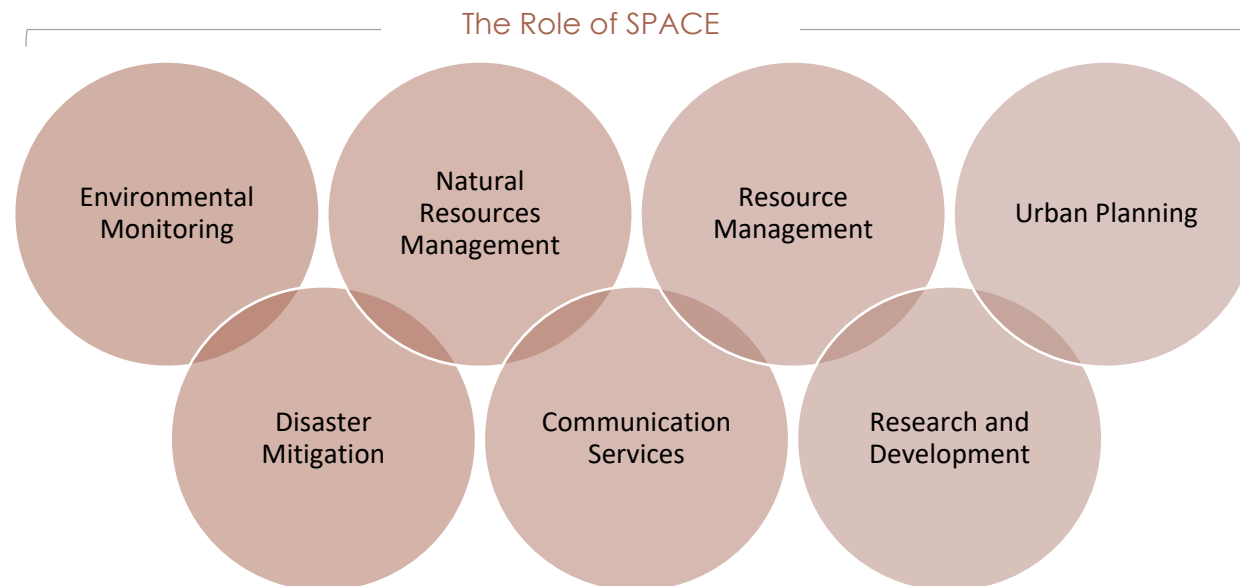 The Role of SPACE
Environmental
Monitoring
Natural
Resources
Management
Resource
Management
Urban Planning
Disaster
Mitigation
Communication
Services
Research and
Development